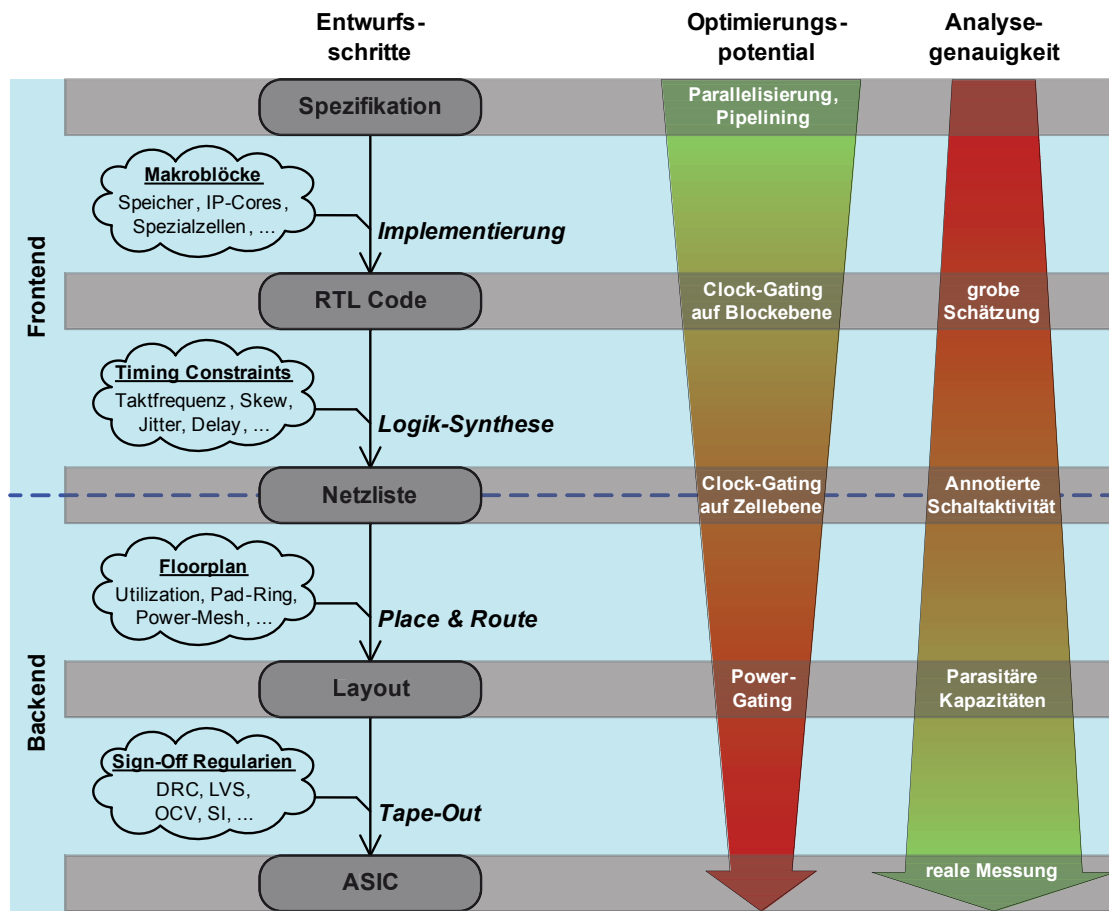 Entwurfs-
schritte
Optimierungs-
potential
Analyse-
genauigkeit
Frontend
Backend
Spezifikation
Parallelisierung,
Pipelining
Makroblöcke
Speicher, IP-Cores,
Spezialzellen, ...
Implementierung
RTL Code
Clock-Gating
auf Blockebene
grobe
Schätzung
Timing Constraints
Taktfrequenz, Skew,
Jitter, Delay, ...
Logik-Synthese
Netzliste
Clock-Gating
auf Zellebene
Annotierte
Schaltaktivität
Floorplan
Utilization, Pad-Ring,
Power-Mesh, ...
Place & Route
Layout
Power-
Gating
Parasitäre
Kapazitäten
Sign-Off Regularien
DRC, LVS,
OCV, SI, ...
Tape-Out
ASIC
reale Messung